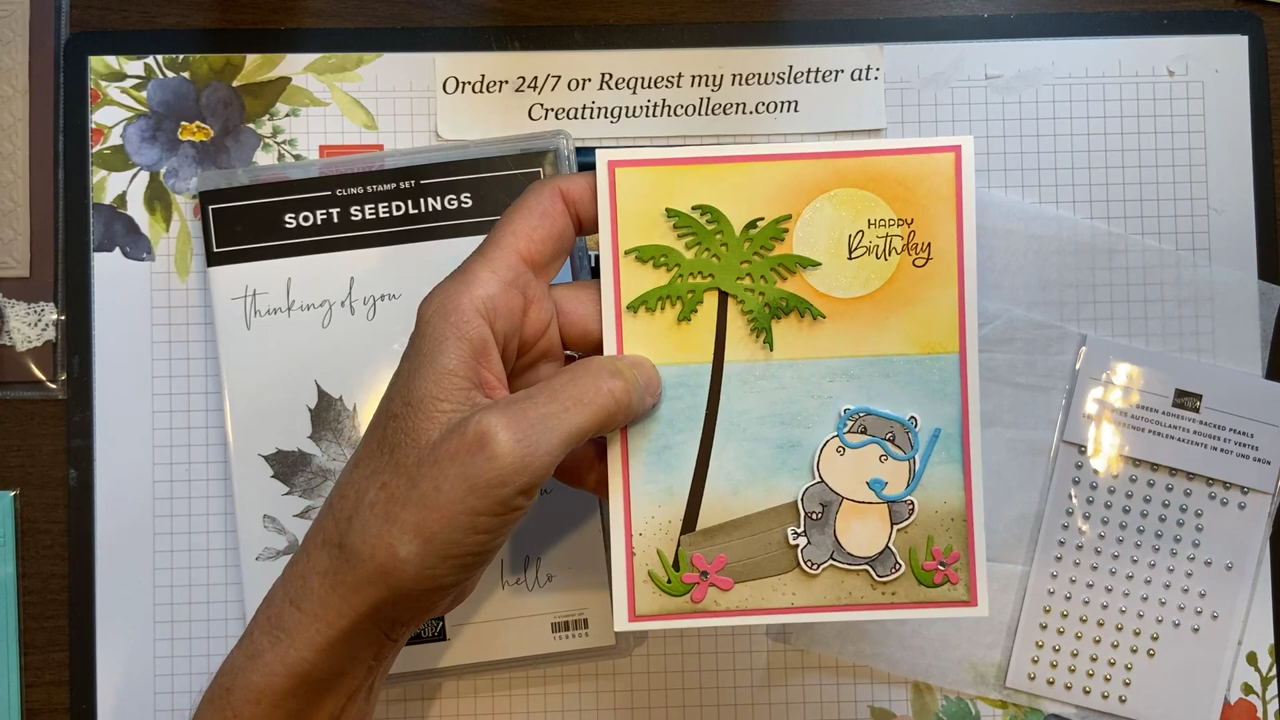 Order 24/7 or Request my newsletter at:
Creatingwithcolleen.com
CLING STAMP SET
SOFT SEEDLINGS
thinking of you
hello
159905
HAPPY
Birthday
GREEN ADHESIVE-BACKED PEARLS
AUTOCOLLANTES ROUGES ET VERTES
PERLEN-AKZENTE IN ROT UND GRÜN